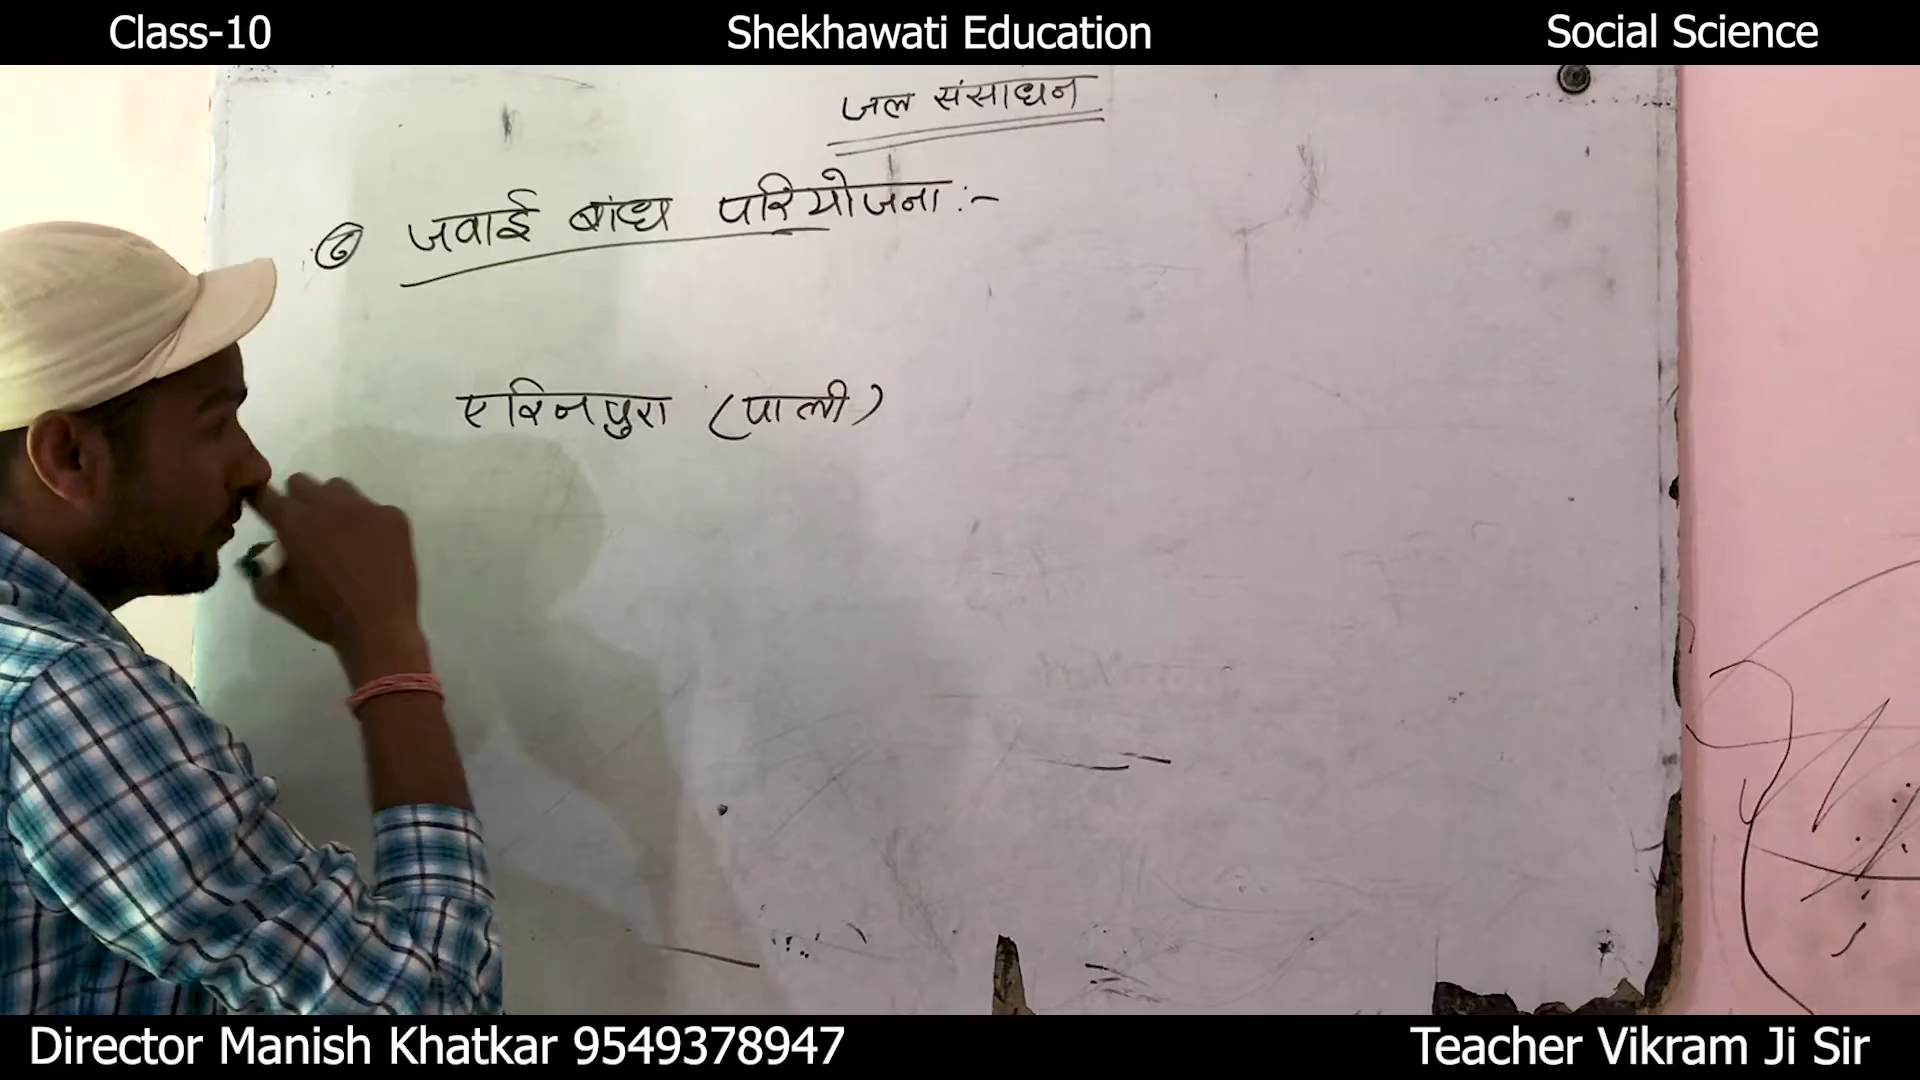 Class-10 Shekhawati Education Social Science
जल संसाधन
जवाई बांध परियोजना :-
एरिनपुरा (पाली)
Director Manish Khatkar 9549378947 Teacher Vikram Ji Sir